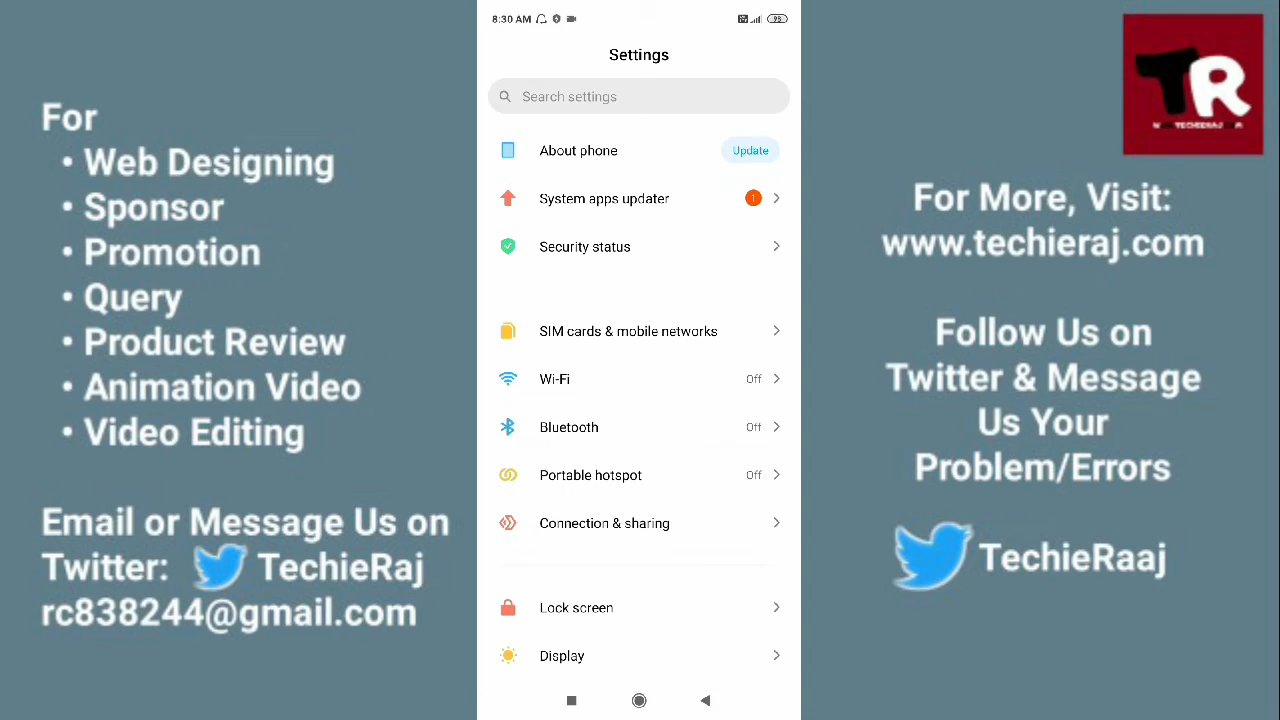 For
• Web Designing
• Sponsor
• Promotion
• Query
• Product Review
• Animation Video
• Video Editing
Email or Message Us on
Twitter: TechieRaj
rc838244@gmail.com
8:30 AM
98
Settings
Search settings
About phone Update
System apps updater 1
Security status
SIM cards & mobile networks
Wi-Fi Off
Bluetooth Off
Portable hotspot Off
Connection & sharing
Lock screen
Display
TR
For More, Visit:
www.techieraj.com
Follow Us on
Twitter & Message
Us Your
Problem/Errors
TechieRaaj